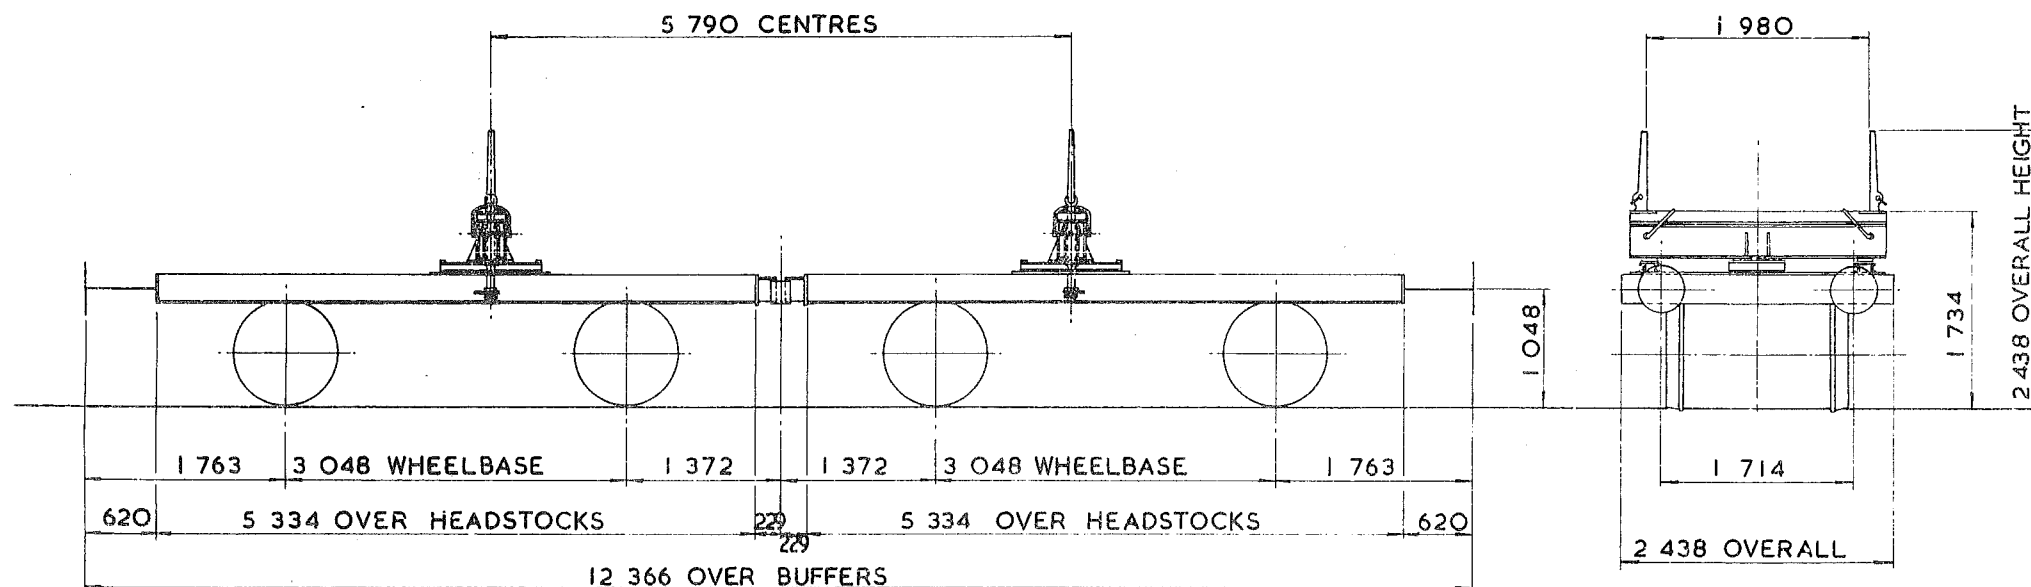 5 790 CENTRES
1 980
2 438 OVERALL HEIGHT
1 734
1 048
1 763 3 048 WHEELBASE 1 372 1 372 3 048 WHEELBASE 1 763
1 714
620 5 334 OVER HEADSTOCKS 229 5 334 OVER HEADSTOCKS 620
229
2 438 OVERALL
12 366 OVER BUFFERS